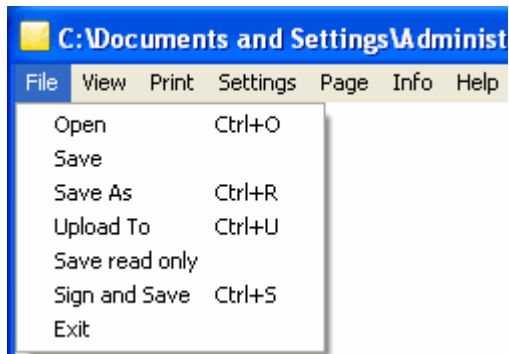 C:\Documents and Settings\Administ
File View Print Settings Page Info Help
Open Ctrl+O
Save
Save As Ctrl+R
Upload To Ctrl+U
Save read only
Sign and Save Ctrl+S
Exit